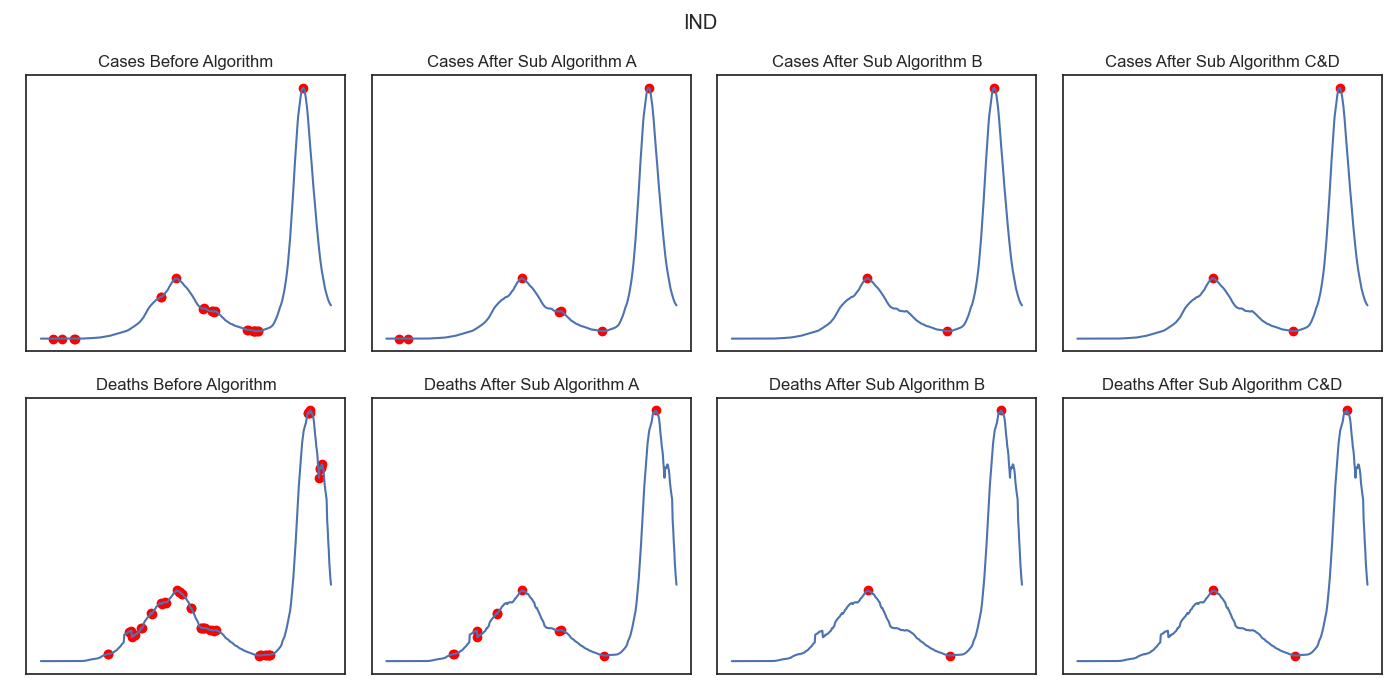 IND
Cases Before Algorithm
Cases After Sub Algorithm A
Cases After Sub Algorithm B
Cases After Sub Algorithm C&D
Deaths Before Algorithm
Deaths After Sub Algorithm A
Deaths After Sub Algorithm B
Deaths After Sub Algorithm C&D